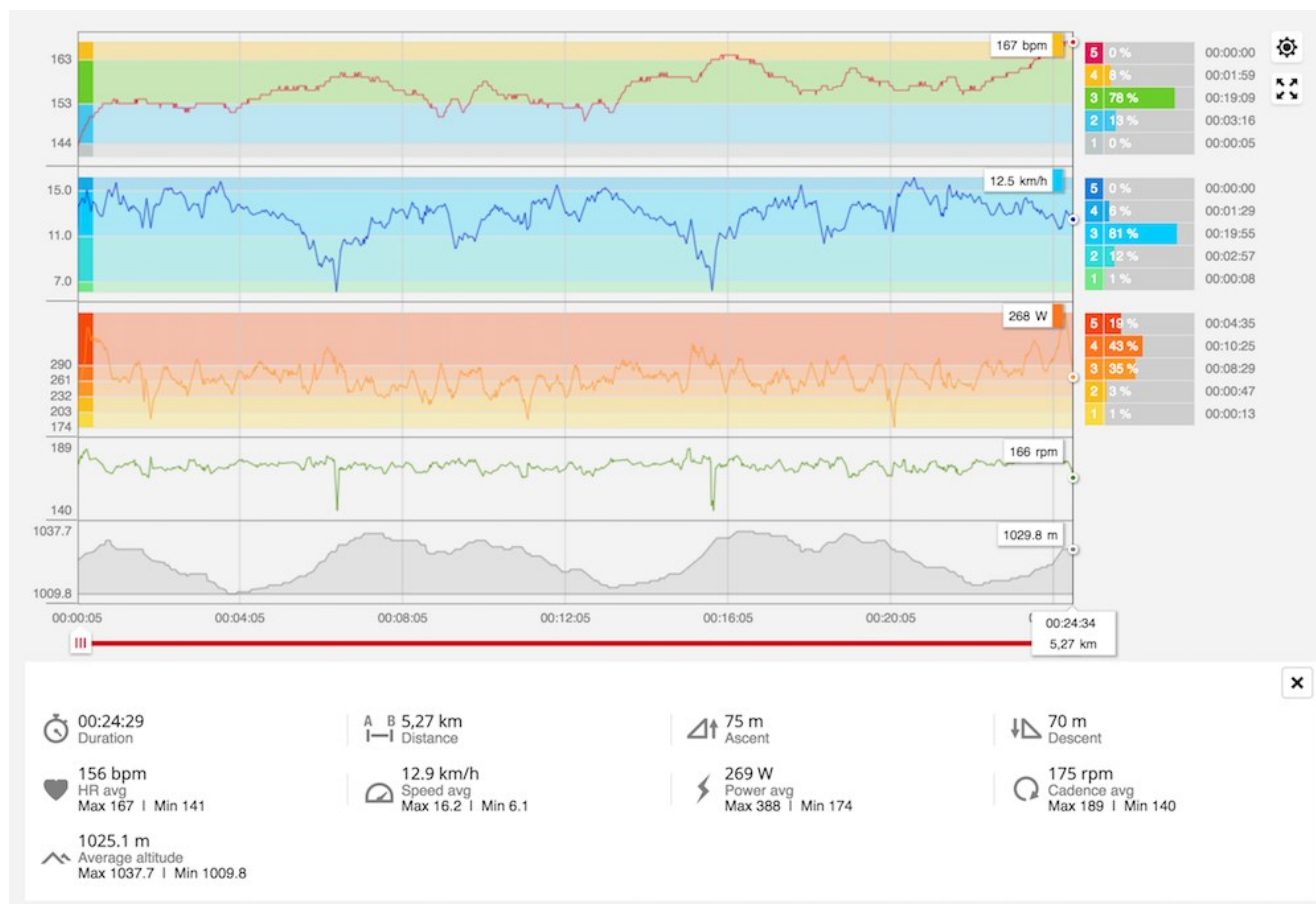 167 bpm
163
153
144
5 0 % 00:00:00
4 8 % 00:01:59
3 78 % 00:19:09
2 13 % 00:03:16
1 0 % 00:00:05
12.5 km/h
15.0
11.0
7.0
5 0 % 00:00:00
4 6 % 00:01:29
3 81 % 00:19:55
2 12 % 00:02:57
1 1 % 00:00:08
268 W
290
261
232
203
174
5 19 % 00:04:35
4 43 % 00:10:25
3 35 % 00:08:29
2 3 % 00:00:47
1 1 % 00:00:13
189
166 rpm
140
1037.7
1029.8 m
1009.8
00:00:05 00:04:05 00:08:05 00:12:05 00:16:05 00:20:05
00:24:34
5,27 km
00:24:29
Duration
A B 5,27 km
Distance
75 m
Ascent
70 m
Descent
156 bpm
HR avg
Max 167 | Min 141
12.9 km/h
Speed avg
Max 16.2 | Min 6.1
269 W
Power avg
Max 388 | Min 174
175 rpm
Cadence avg
Max 189 | Min 140
1025.1 m
Average altitude
Max 1037.7 | Min 1009.8